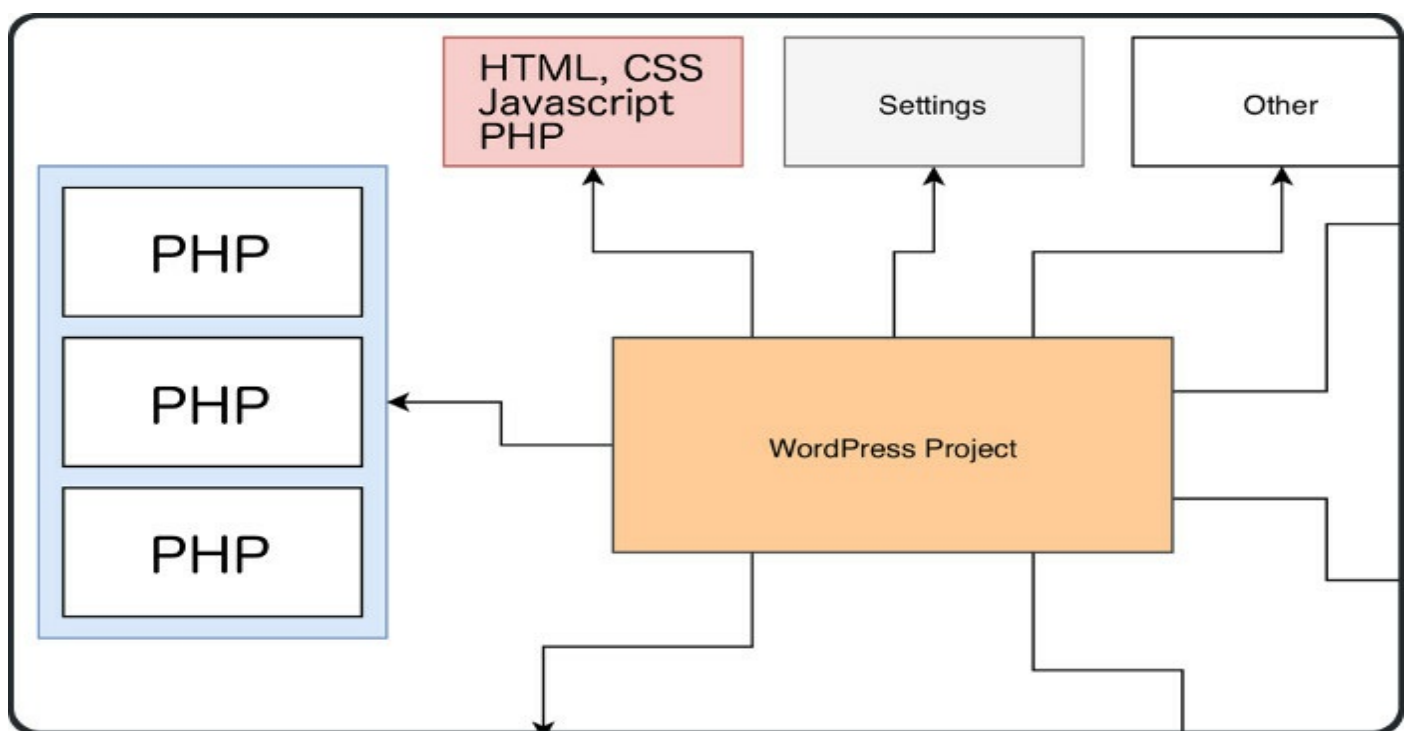 HTML, CSS
Javascript
PHP
Settings
Other
PHP
PHP
PHP
WordPress Project